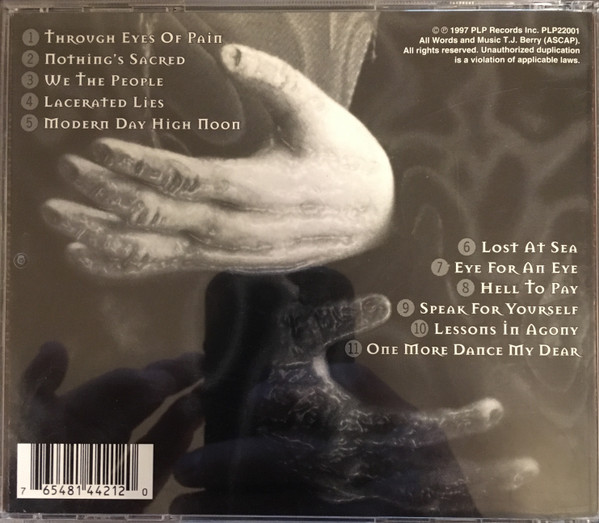 1 Through Eyes Of Pain
2 Nothing's Sacred
3 We The People
4 Lacerated Lies
5 Modern Day High Noon
© ℗ 1997 PLP Records Inc. PLP22001
All Words and Music T.J. Berry (ASCAP).
All rights reserved. Unauthorized duplication
is a violation of applicable laws.
6 Lost At Sea
7 Eye For An Eye
8 Hell To Pay
9 Speak For Yourself
10 Lessons In Agony
11 One More Dance My Dear
7 65481 44212 0